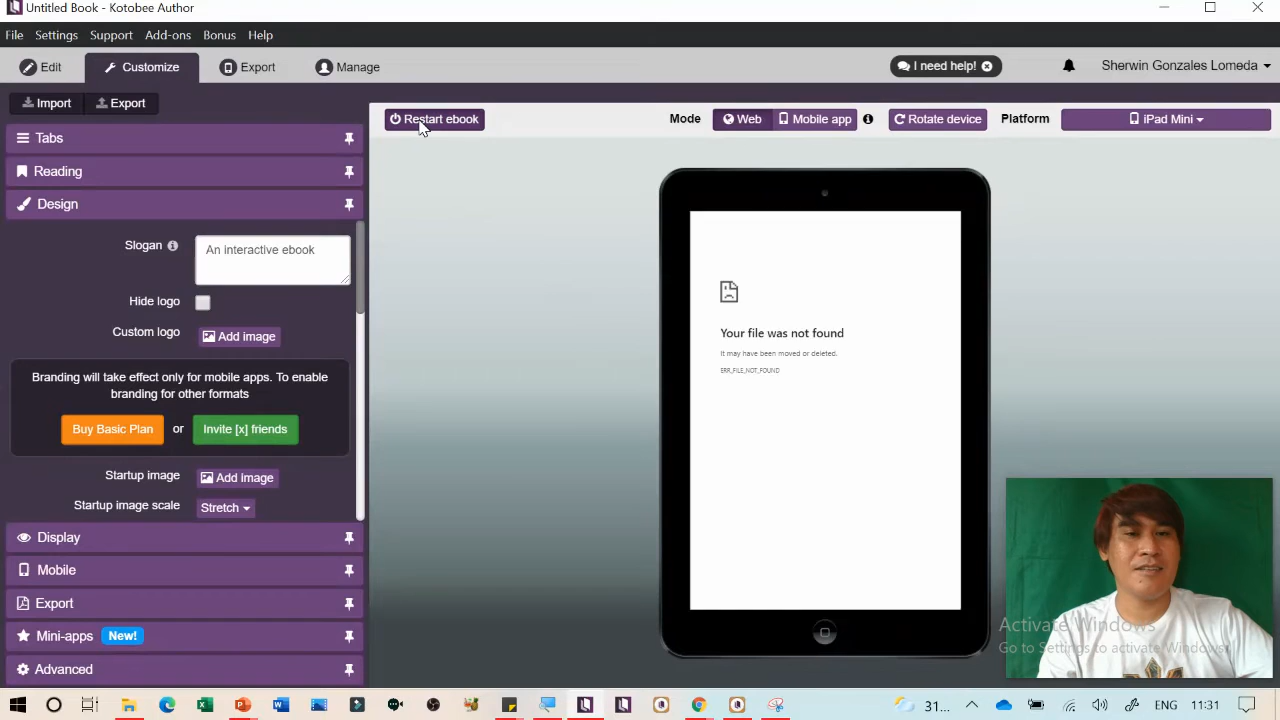 Untitled Book - Kotobee Author
File Settings Support Add-ons Bonus Help
Edit Customize Export Manage I need help! Sherwin Gonzales Lomeda
Import Export
Restart ebook Mode Web Mobile app Rotate device Platform iPad Mini
Tabs
Reading
Design
Slogan An interactive ebook
Hide logo
Custom logo Add image
Branding will take effect only for mobile apps. To enable
branding for other formats
Buy Basic Plan or Invite [x] friends
Startup image Add image
Startup image scale Stretch
Display
Mobile
Export
Mini-apps New!
Advanced
Your file was not found
It may have been moved or deleted.
ERR_FILE_NOT_FOUND
Activate Windows
Go to Settings to activate Windows.
31... ENG 11:31